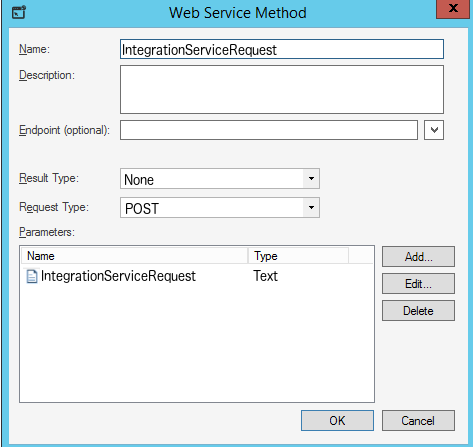 Web Service Method
x
Name: IntegrationServiceRequest
Description:
Endpoint (optional):
Result Type: None
Request Type: POST
Parameters:
Name Type
IntegrationServiceRequest Text
Add...
Edit...
Delete
OK Cancel